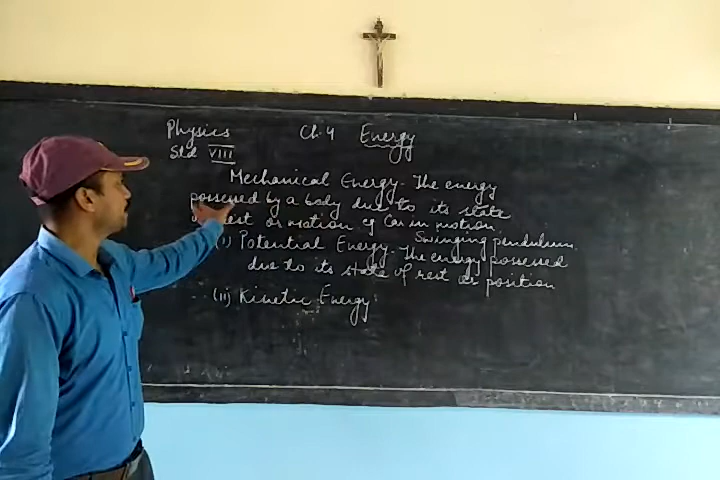 Physics Ch. 4 Energy
Std VIII
Mechanical Energy - The energy
possessed by a body due to its state
rest or motion eg Car in motion,
Swinging pendulum.
(i) Potential Energy - The energy possessed
due to its state of rest or position
(ii) Kinetic Energy